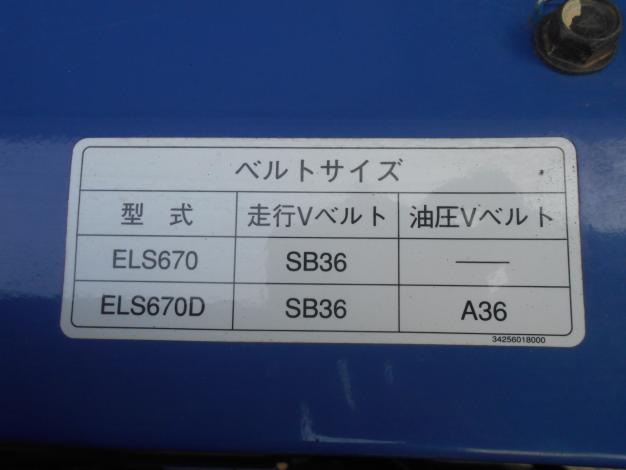 ベルトサイズ
型 式 走行Vベルト 油圧Vベルト
ELS670 SB36 ―
ELS670D SB36 A36
34256018000